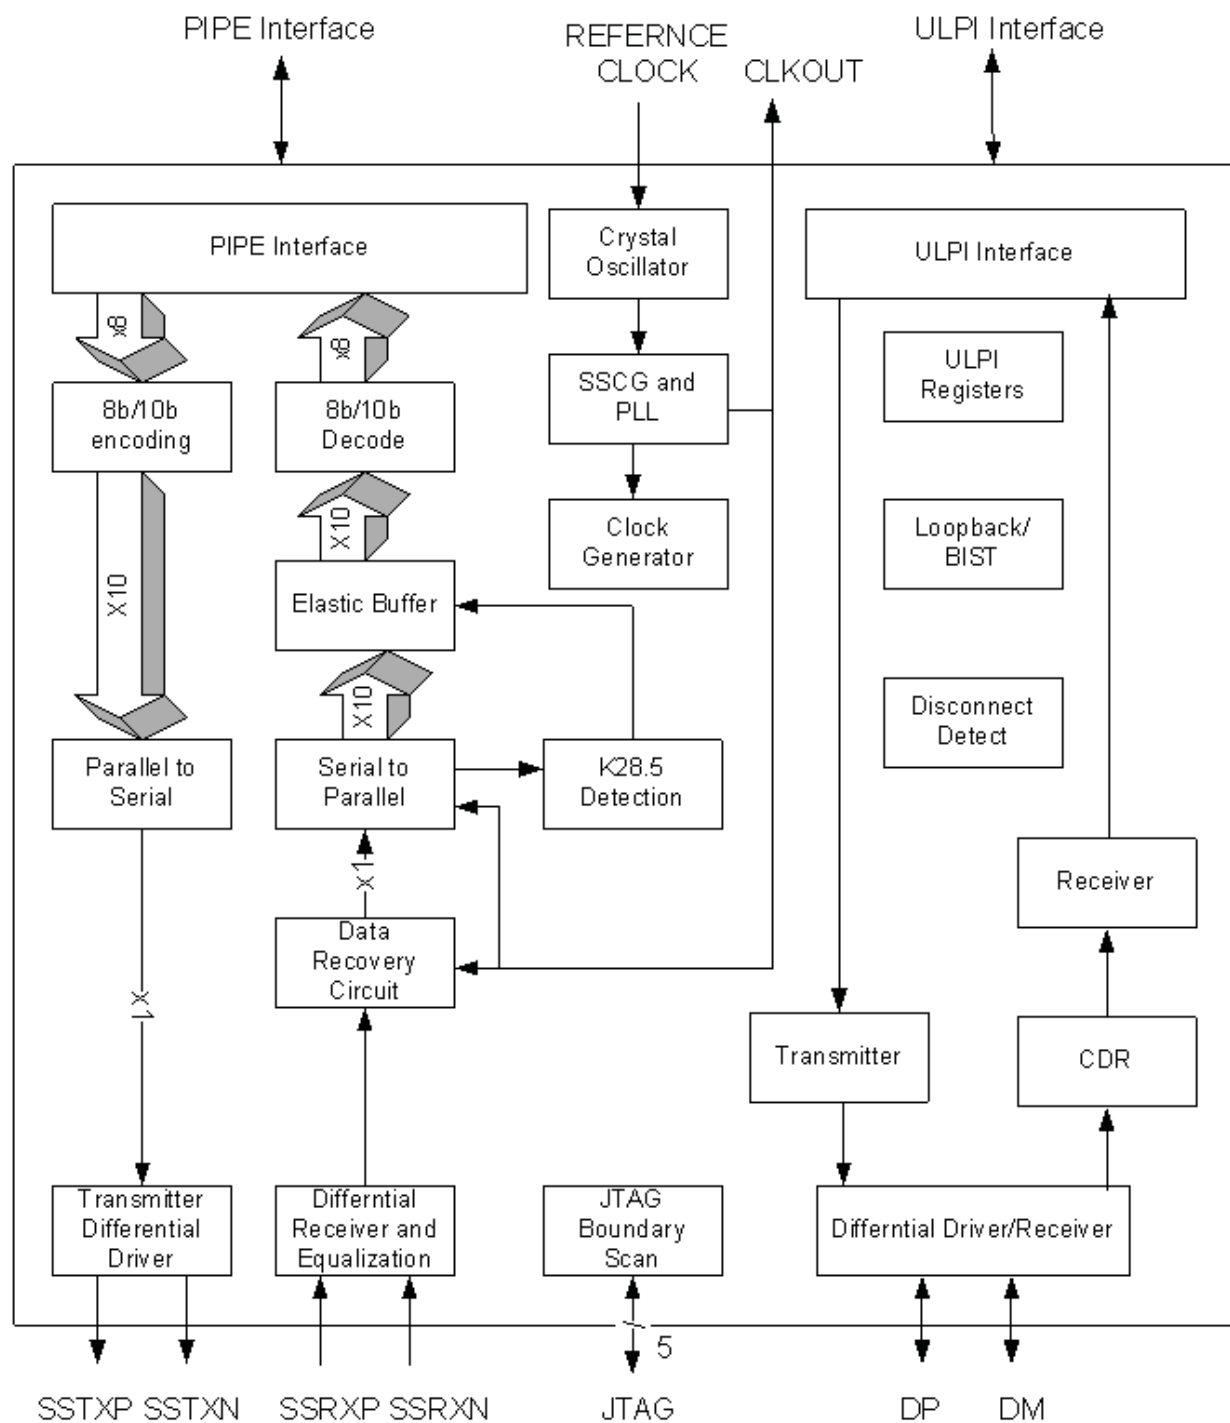 PIPE Interface
REFERNCE
CLOCK
CLKOUT
ULPI Interface
PIPE Interface
Crystal
Oscillator
ULPI Interface
x8
x8
8b/10b
encoding
8b/10b
Decode
SSCG and
PLL
ULPI
Registers
X10
X10
Clock
Generator
Loopback/
BIST
Elastic Buffer
X10
Disconnect
Detect
Parallel to
Serial
Serial to
Parallel
K28.5
Detection
X1
Receiver
Data
Recovery
Circuit
X1
Transmitter
CDR
Transmitter
Differential
Driver
Differntial
Receiver and
Equalization
JTAG
Boundary
Scan
Differntial Driver/Receiver
5
SSTXP SSTXN
SSRXP SSRXN
JTAG
DP
DM